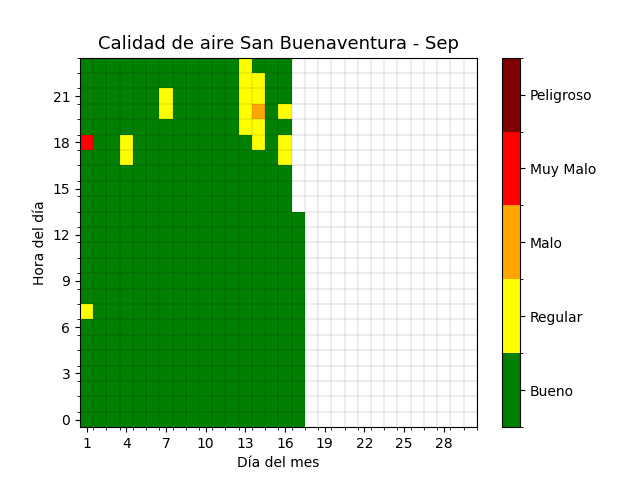 Calidad de aire San Buenaventura - Sep
Hora del día
21
18
15
12
9
6
3
0
1 4 7 10 13 16 19 22 25 28
Día del mes
Peligroso
Muy Malo
Malo
Regular
Bueno